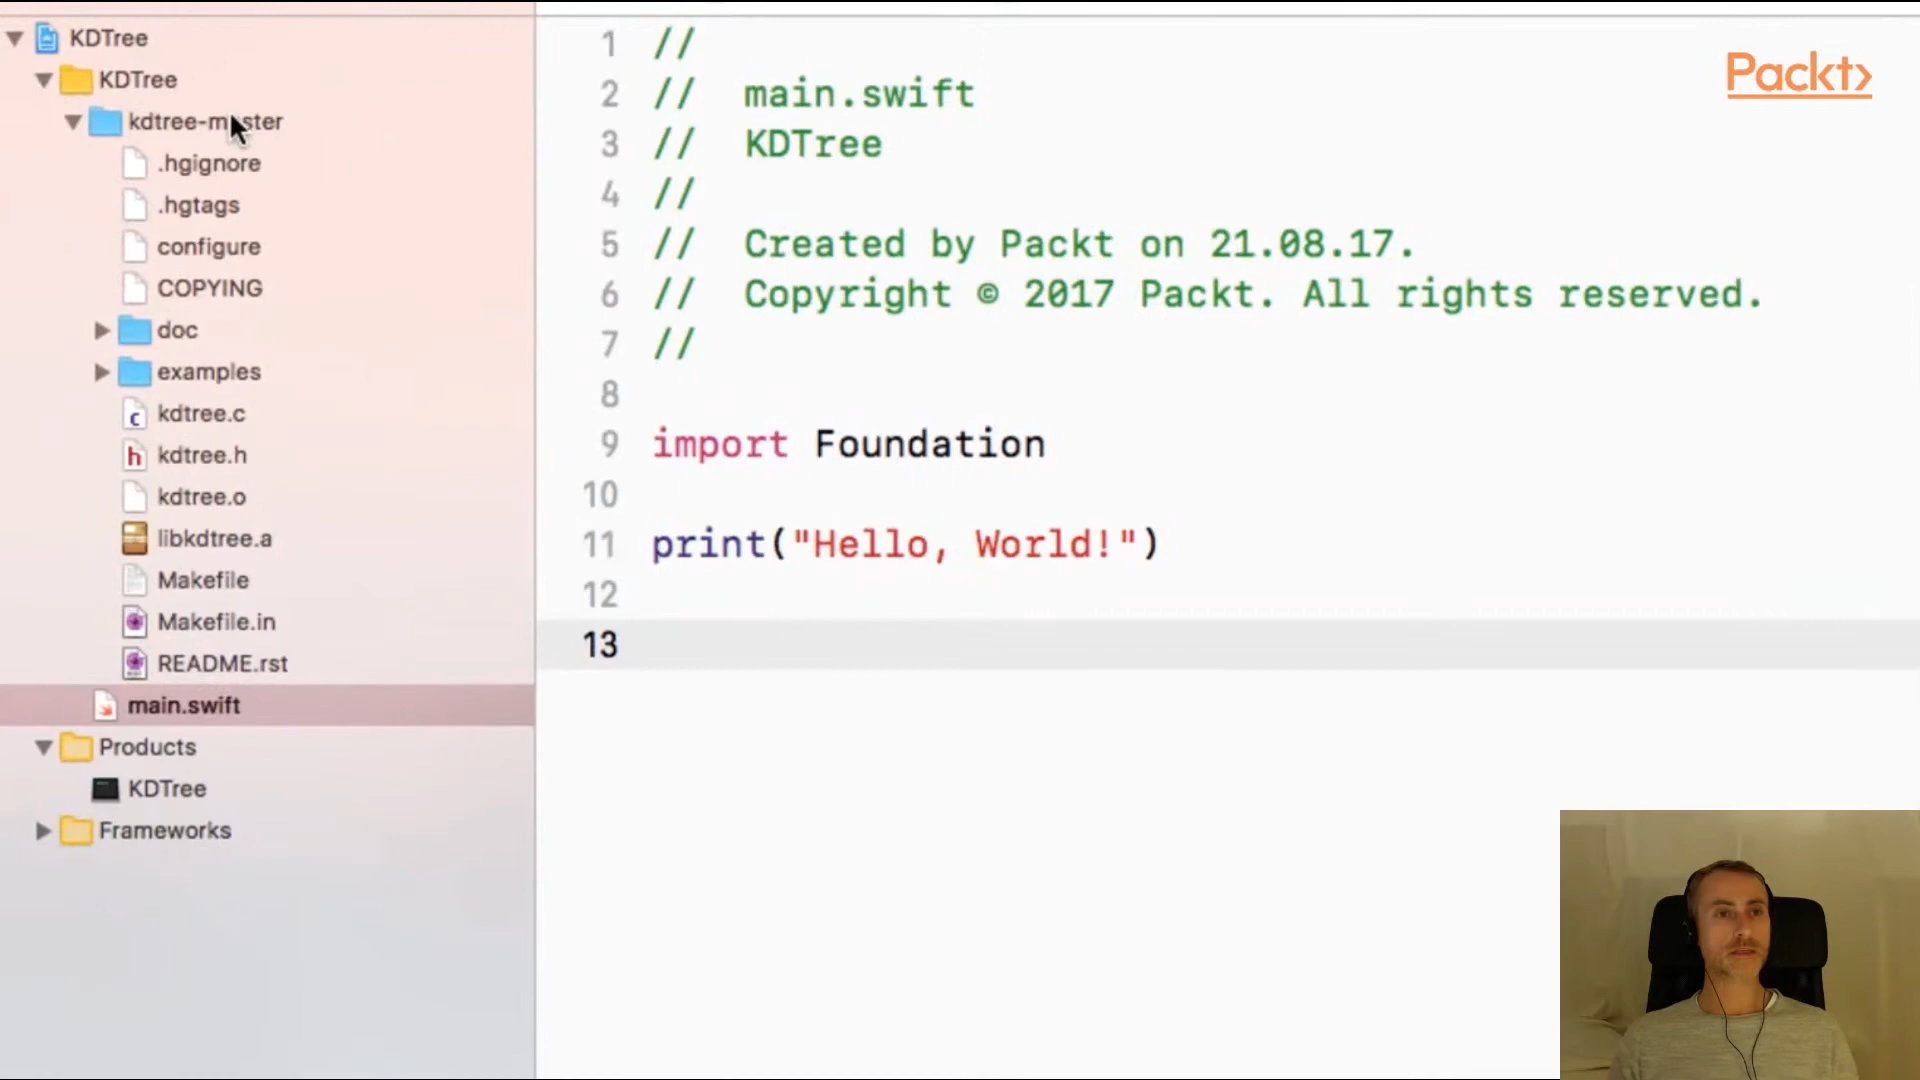 KDTree
KDTree
kdtree-master
.hgignore
.hgtags
configure
COPYING
doc
examples
kdtree.c
kdtree.h
kdtree.o
libkdtree.a
Makefile
Makefile.in
README.rst
main.swift
Products
KDTree
Frameworks
1 //
2 //  main.swift
3 //  KDTree
4 //
5 //  Created by Packt on 21.08.17.
6 //  Copyright © 2017 Packt. All rights reserved.
7 //
8
9 import Foundation
10
11 print("Hello, World!")
12
13
Packt>